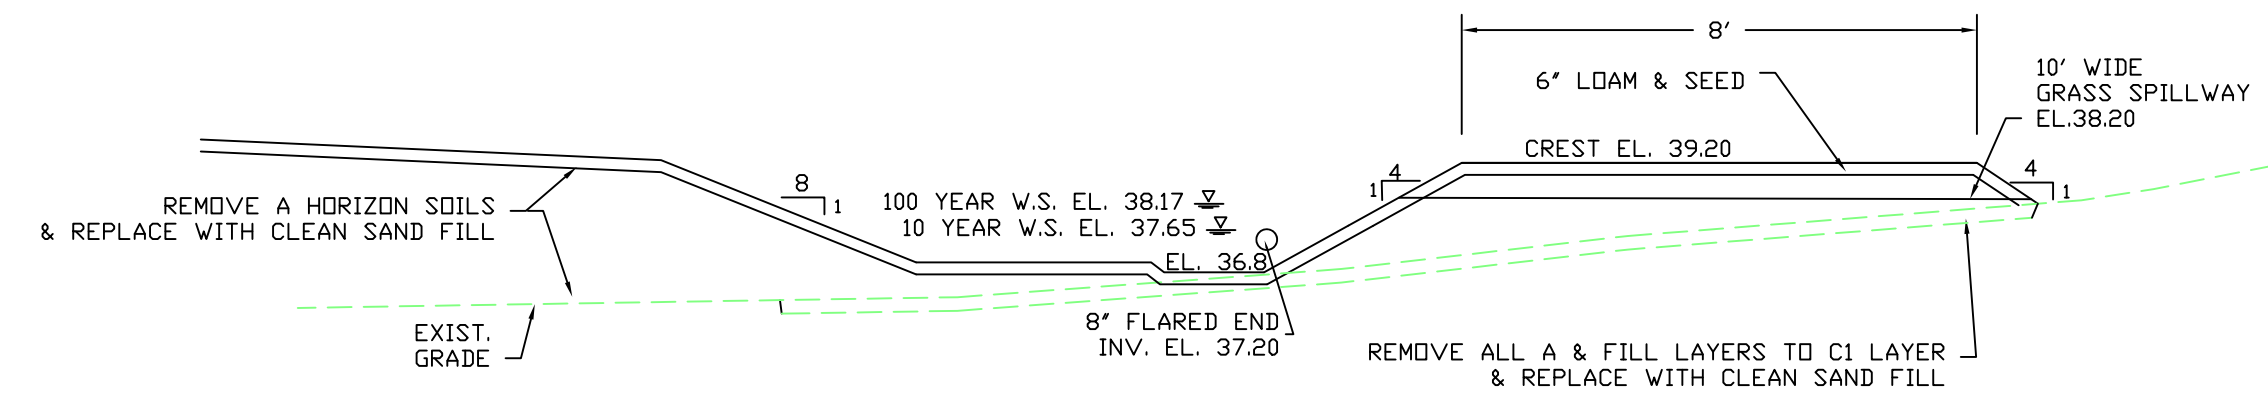 8'
6" LOAM & SEED
10' WIDE
GRASS SPILLWAY
EL.38.20
CREST EL. 39.20
4
1
4
1
8
1
100 YEAR W.S. EL. 38.17
10 YEAR W.S. EL. 37.65
REMOVE A HORIZON SOILS
& REPLACE WITH CLEAN SAND FILL
EL. 36.8
8" FLARED END
INV. EL. 37.20
EXIST.
GRADE
REMOVE ALL A & FILL LAYERS TO C1 LAYER
& REPLACE WITH CLEAN SAND FILL